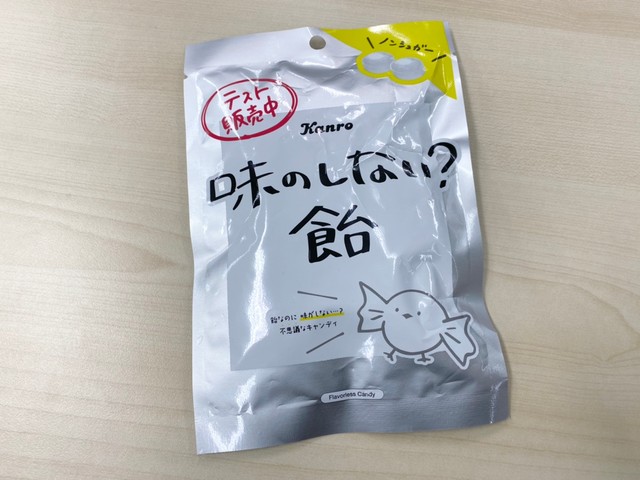 ノンシュガー
テスト
販売中
Kanro
味のしない?
飴
飴なのに 味がしない…?
不思議なキャンディ
Flavorless Candy